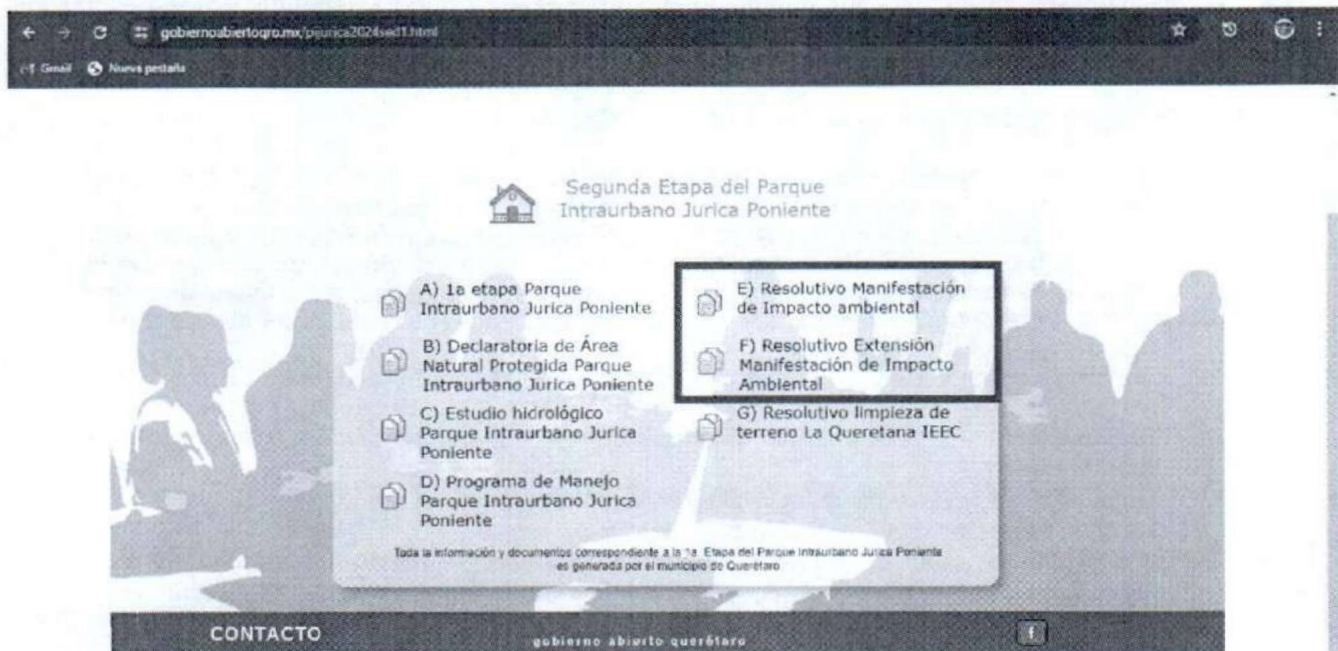 gobiernoabiertoqro.mx/pjurica2024sed1.html
Gmail
Nueva pestaña
Segunda Etapa del Parque
Intraurbano Jurica Poniente
A) 1a etapa Parque
Intraurbano Jurica Poniente
B) Declaratoria de Área
Natural Protegida Parque
Intraurbano Jurica Poniente
C) Estudio hidrológico
Parque Intraurbano Jurica
Poniente
D) Programa de Manejo
Parque Intraurbano Jurica
Poniente
E) Resolutivo Manifestación
de Impacto ambiental
F) Resolutivo Extensión
Manifestación de Impacto
Ambiental
G) Resolutivo limpieza de
terreno La Queretana IEEC
Toda la información y documentos correspondiente a la 1a. Etapa del Parque Intraurbano Jurica Poniente
es generada por el municipio de Querétaro
CONTACTO
gobierno abierto querétaro
f